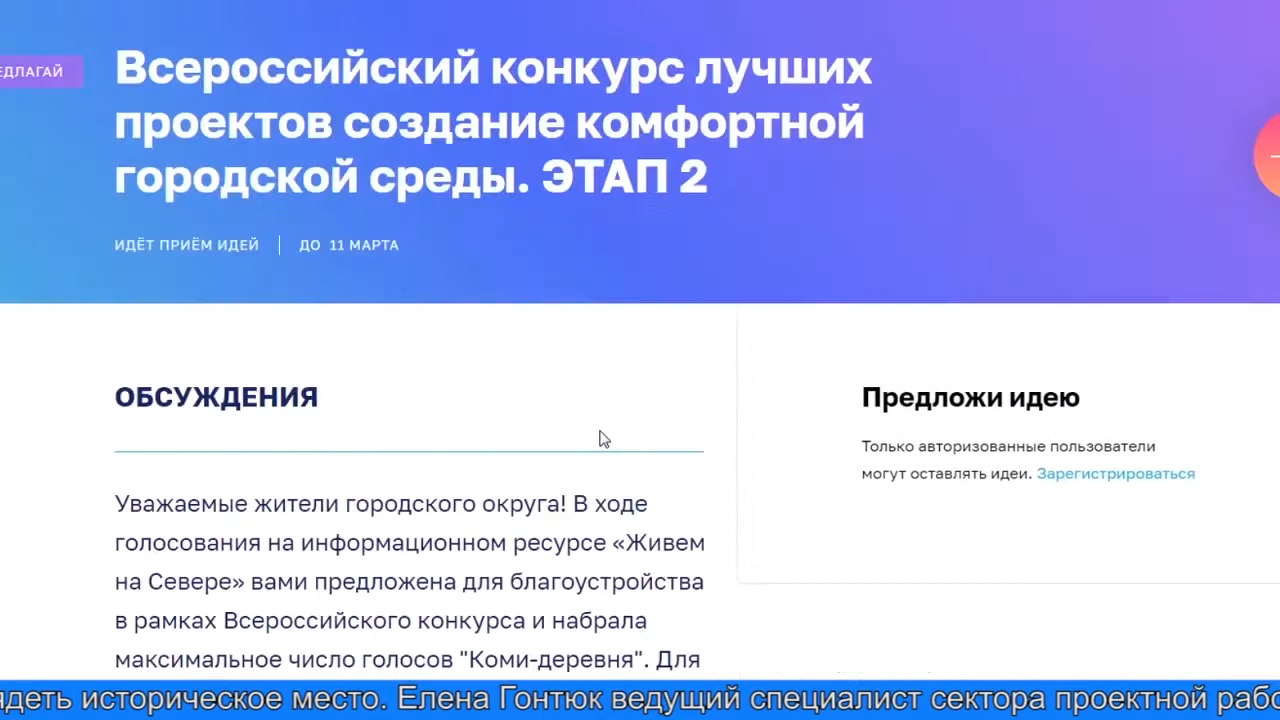 Всероссийский конкурс лучших
проектов создание комфортной
городской среды. ЭТАП 2
ИДЁТ ПРИЁМ ИДЕЙ
ДО 11 МАРТА
ОБСУЖДЕНИЯ
Уважаемые жители городского округа! В ходе
голосования на информационном ресурсе «Живем
на Севере» вами предложена для благоустройства
в рамках Всероссийского конкурса и набрала
максимальное число голосов "Коми-деревня". Для
Предложи идею
Только авторизованные пользователи
могут оставлять идеи. Зарегистрироваться
историческое место. Елена Гонтюк ведущий специалист сектора проектной